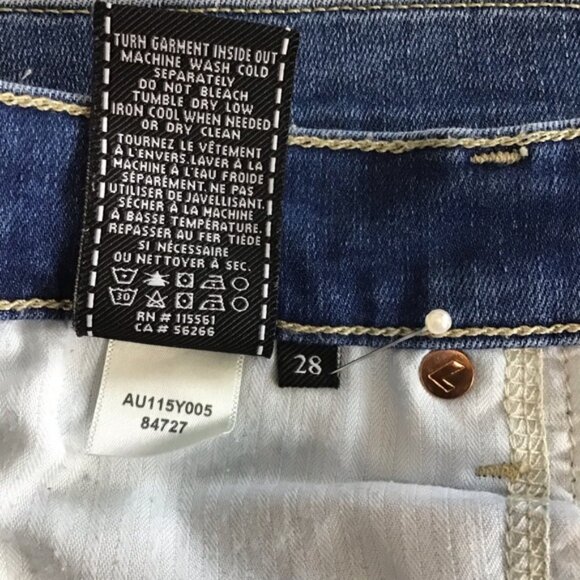 TURN GARMENT INSIDE OUT
MACHINE WASH COLD
SEPARATELY
DO NOT BLEACH
TUMBLE DRY LOW
IRON COOL WHEN NEEDED
OR DRY CLEAN
TOURNEZ LE VÊTEMENT
À L'ENVERS. LAVER À LA
MACHINE À L'EAU FROIDE
SÉPARÉMENT. NE PAS
UTILISER DE JAVELLISANT.
SÉCHER À LA MACHINE
À BASSE TEMPÉRATURE.
REPASSER AU FER TIÈDE
SI NÉCESSAIRE
OU NETTOYER À SEC.
30
RN # 115561
CA # 56266
28
AU115Y005
84727